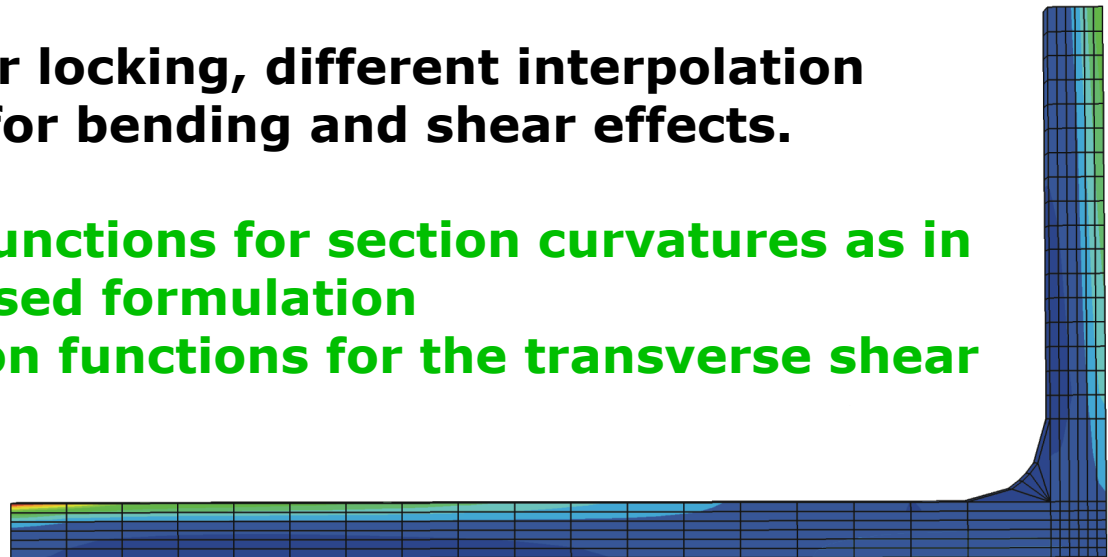 r locking, different interpolation
for bending and shear effects.
unctions for section curvatures as in
sed formulation
on functions for the transverse shear